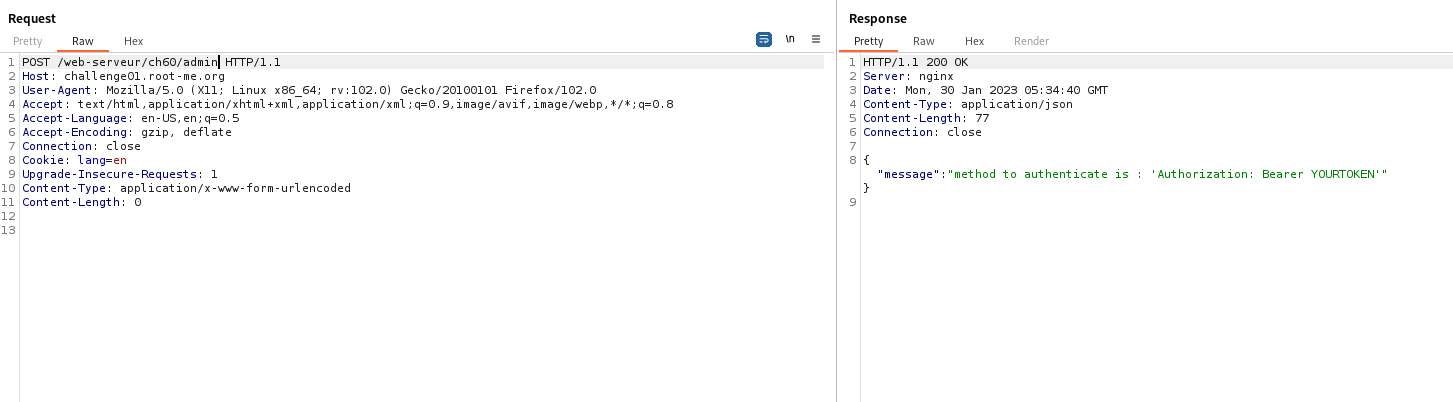 Request
Pretty Raw Hex \n ≡
1 POST /web-serveur/ch60/admin HTTP/1.1
2 Host: challenge01.root-me.org
3 User-Agent: Mozilla/5.0 (X11; Linux x86_64; rv:102.0) Gecko/20100101 Firefox/102.0
4 Accept: text/html,application/xhtml+xml,application/xml;q=0.9,image/avif,image/webp,*/*;q=0.8
5 Accept-Language: en-US,en;q=0.5
6 Accept-Encoding: gzip, deflate
7 Connection: close
8 Cookie: lang=en
9 Upgrade-Insecure-Requests: 1
10 Content-Type: application/x-www-form-urlencoded
11 Content-Length: 0
12
13
Response
Pretty Raw Hex Render
1 HTTP/1.1 200 OK
2 Server: nginx
3 Date: Mon, 30 Jan 2023 05:34:40 GMT
4 Content-Type: application/json
5 Content-Length: 77
6 Connection: close
7
8 {
"message":"method to authenticate is : 'Authorization: Bearer YOURTOKEN'"
}
9